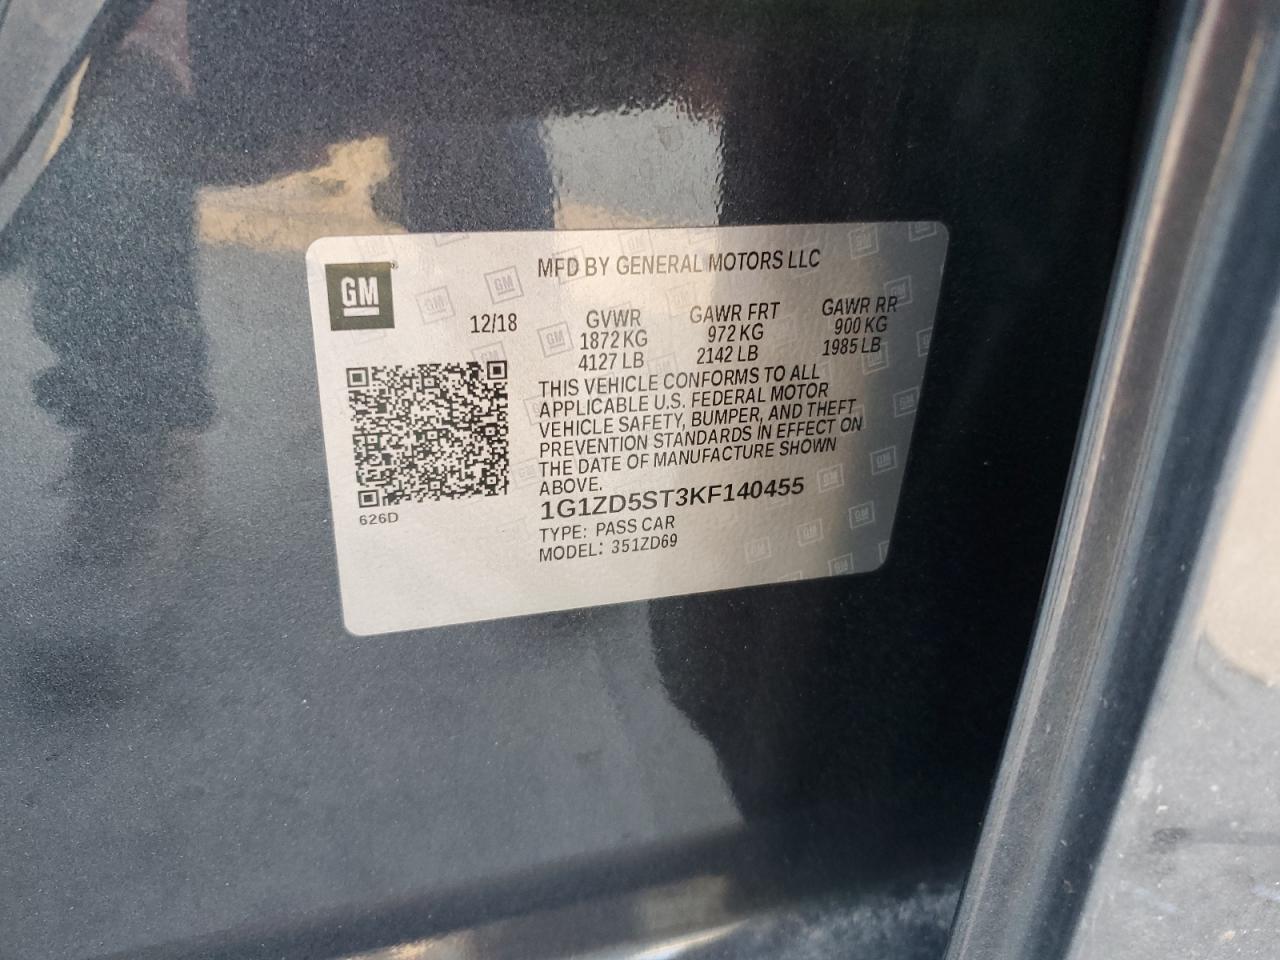 GM
MFD BY GENERAL MOTORS LLC
12/18
GVWR GAWR FRT GAWR RR
1872 KG 972 KG 900 KG
4127 LB 2142 LB 1985 LB
THIS VEHICLE CONFORMS TO ALL
APPLICABLE U.S. FEDERAL MOTOR
VEHICLE SAFETY, BUMPER, AND THEFT
PREVENTION STANDARDS IN EFFECT ON
THE DATE OF MANUFACTURE SHOWN
ABOVE.
1G1ZD5ST3KF140455
TYPE: PASS CAR
MODEL: 351ZD69
626D